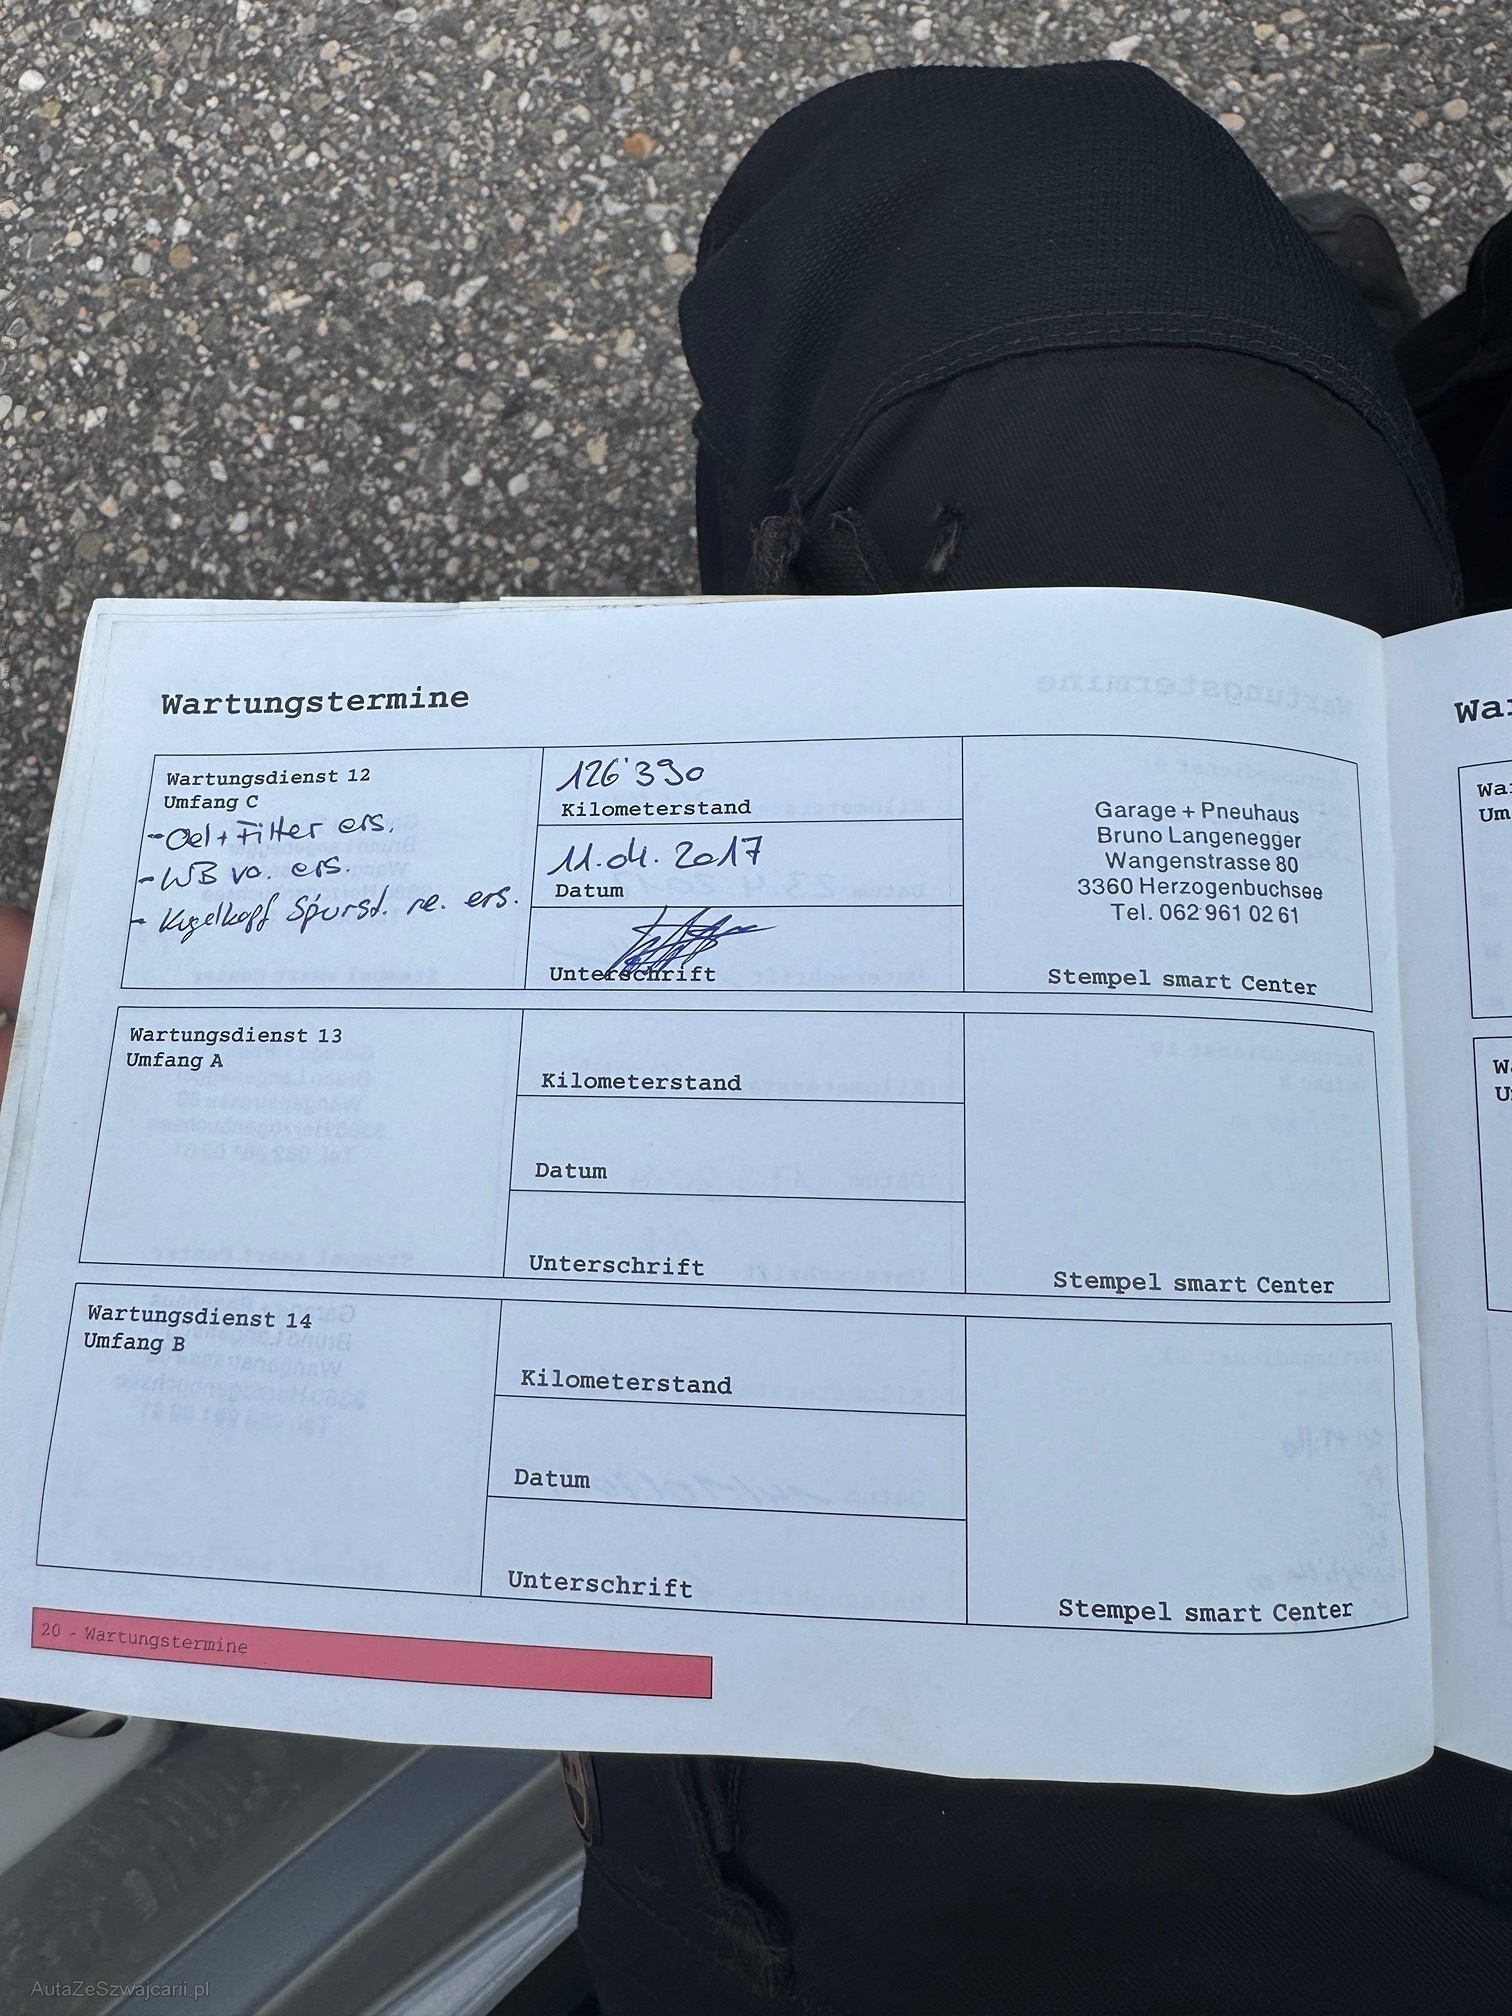 Wartungstermine
Wartungsdienst 12
Umfang C
- Oel + Filter ers.
- WB vo. ers.
- Kugelkopf Spurst. re. ers.
126'390
Kilometerstand
11.04.2017
Datum
Unterschrift
Garage + Pneuhaus
Bruno Langenegger
Wangenstrasse 80
3360 Herzogenbuchsee
Tel. 062 961 02 61
Stempel smart Center
Wartungsdienst 13
Umfang A
Kilometerstand
Datum
Unterschrift
Stempel smart Center
Wartungsdienst 14
Umfang B
Kilometerstand
Datum
Unterschrift
Stempel smart Center
20 - Wartungstermine
AutaZeSzwajcarii.pl